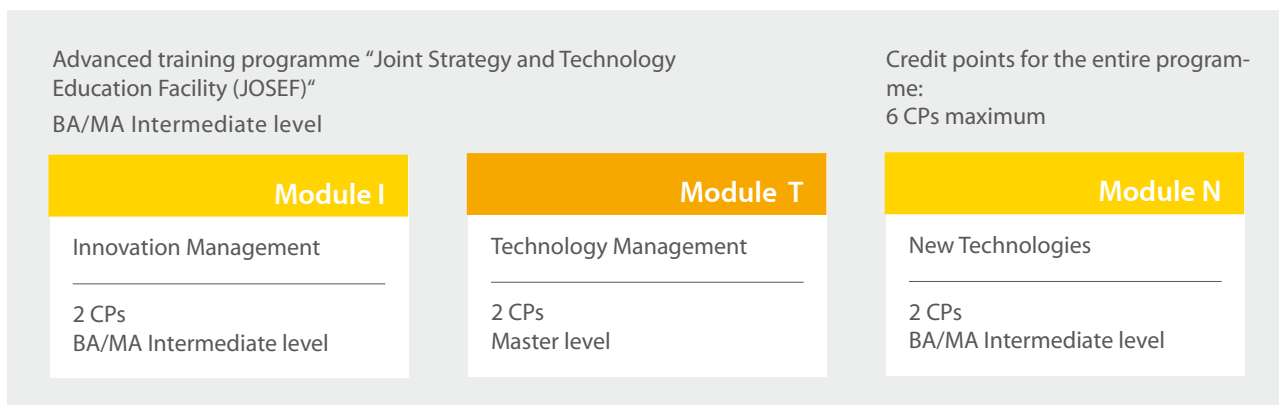 Advanced training programme “Joint Strategy and Technology
Education Facility (JOSEF)“
BA/MA Intermediate level
Credit points for the entire program-
me:
6 CPs maximum
Module I
Innovation Management
2 CPs
BA/MA Intermediate level
Module T
Technology Management
2 CPs
Master level
Module N
New Technologies
2 CPs
BA/MA Intermediate level